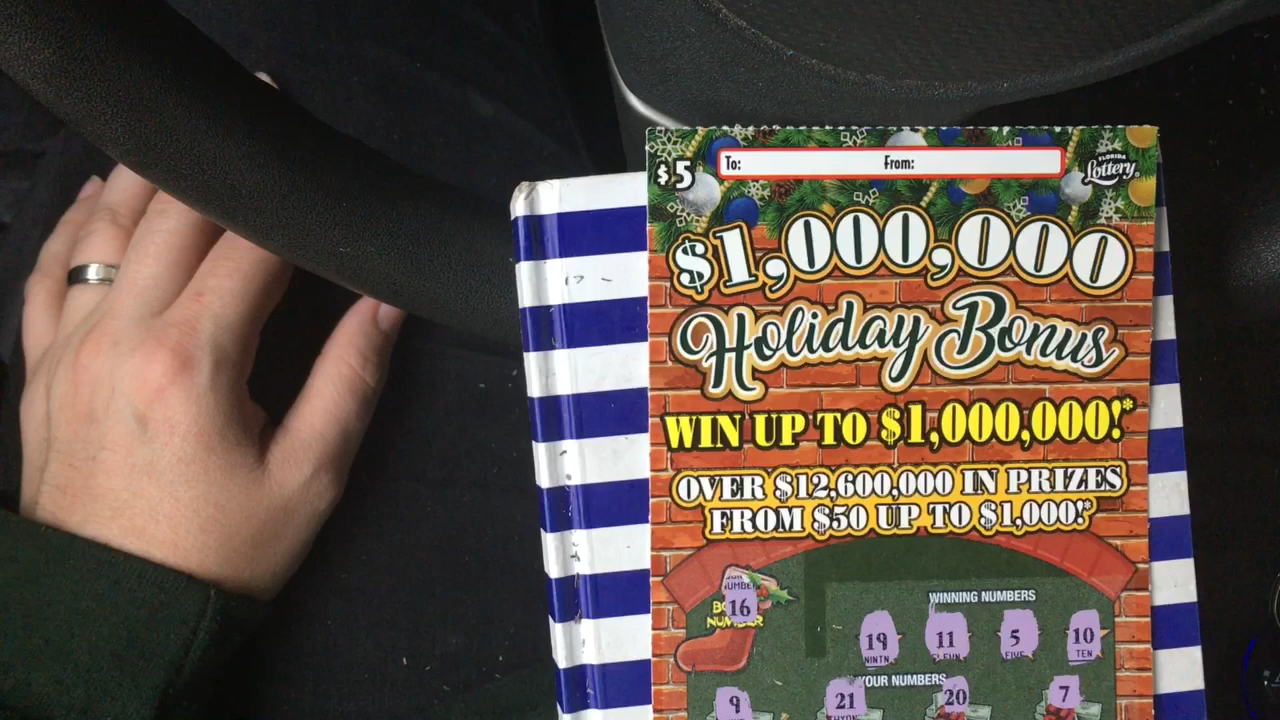 To: From:
$5
FLORIDA
Lottery
$1,000,000
Holiday Bonus
WIN UP TO $1,000,000!*
OVER $12,600,000 IN PRIZES
FROM $50 UP TO $1,000!*
16
WINNING NUMBERS
19 11 5 10
NINTN FIVE TEN
YOUR NUMBERS
9 21 20 7